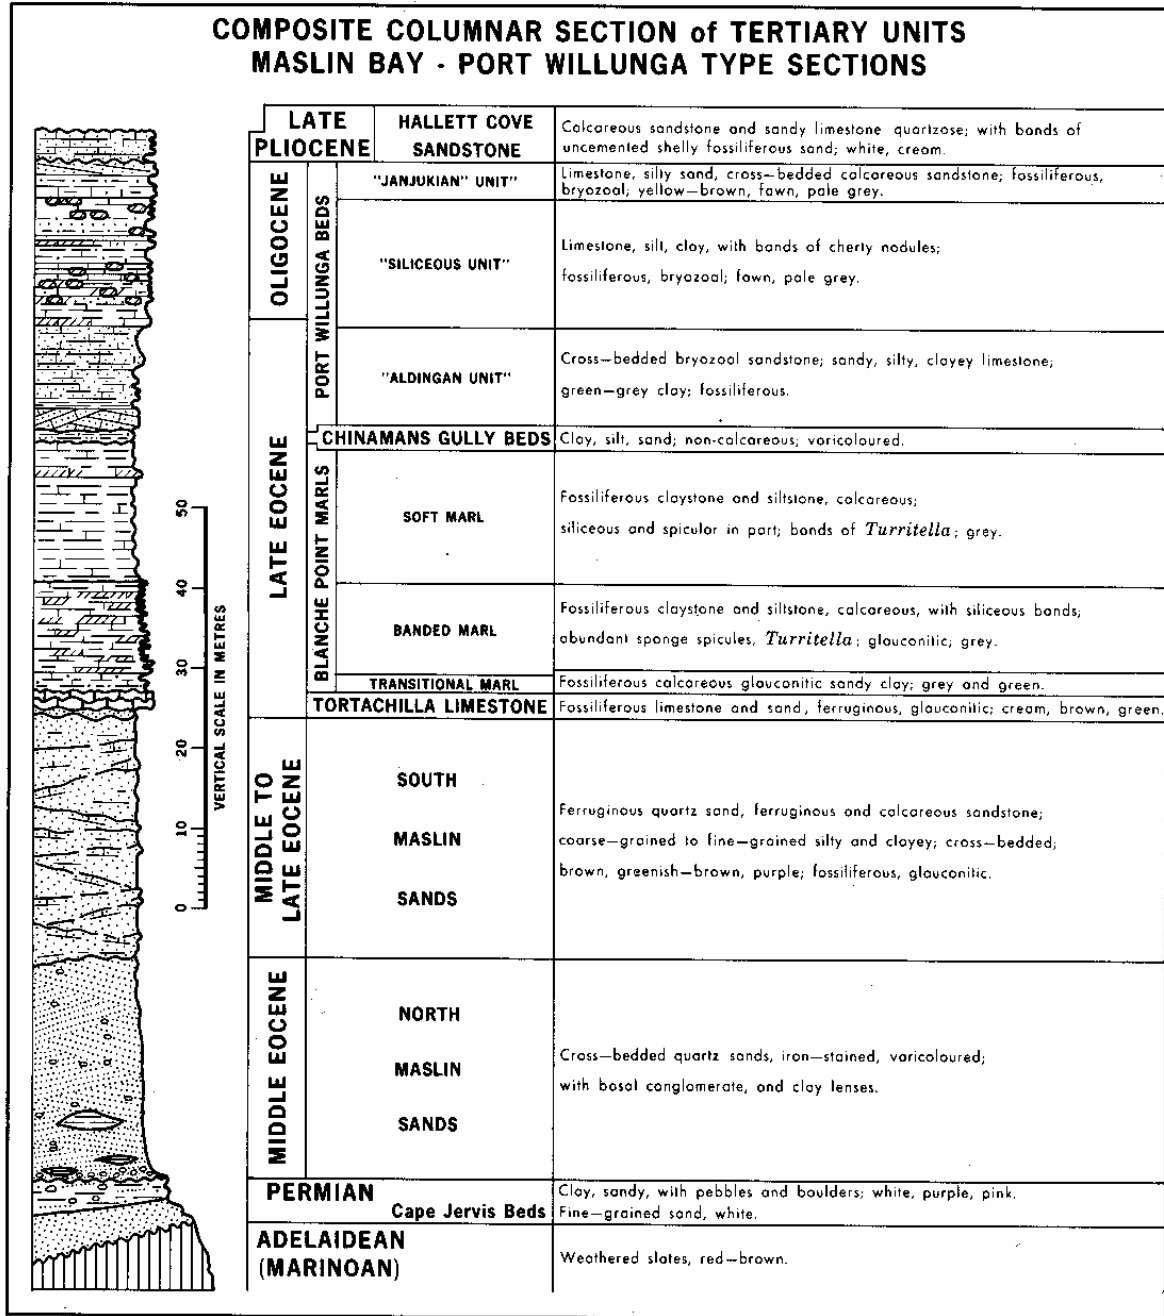 COMPOSITE COLUMNAR SECTION of TERTIARY UNITS
MASLIN BAY - PORT WILLUNGA TYPE SECTIONS
LATE
PLIOCENE
HALLETT COVE
SANDSTONE
Calcareous sandstone and sandy limestone quartzose; with bands of
uncemented shelly fossiliferous sand; white, cream.
OLIGOCENE
PORT WILLUNGA BEDS
"JANJUKIAN" UNIT"
Limestone, silty sand, cross-bedded calcareous sandstone; fossiliferous,
bryozoal; yellow-brown, fawn, pale grey.
"SILICEOUS UNIT"
Limestone, silt, clay, with bands of cherty nodules;
fossiliferous, bryozoal; fawn, pale grey.
LATE EOCENE
"ALDINGAN UNIT"
Cross-bedded bryozoal sandstone; sandy, silty, clayey limestone;
green-grey clay; fossiliferous.
CHINAMANS GULLY BEDS
Clay, silt, sand; non-calcareous; varicoloured.
BLANCHE POINT MARLS
SOFT MARL
Fossiliferous claystone and siltstone, calcareous;
siliceous and spicular in part; bands of Turritella; grey.
BANDED MARL
Fossiliferous claystone and siltstone, calcareous, with siliceous bands;
abundant sponge spicules, Turritella; glauconitic; grey.
TRANSITIONAL MARL
Fossiliferous calcareous glauconitic sandy clay; grey and green.
TORTACHILLA LIMESTONE
Fossiliferous limestone and sand, ferruginous, glauconitic; cream, brown, green.
50
40
30
20
10
0
VERTICAL SCALE IN METRES
MIDDLE TO
LATE EOCENE
SOUTH
MASLIN
SANDS
Ferruginous quartz sand, ferruginous and calcareous sandstone;
coarse-grained to fine-grained silty and clayey; cross-bedded;
brown, greenish-brown, purple; fossiliferous, glauconitic.
MIDDLE EOCENE
NORTH
MASLIN
SANDS
Cross-bedded quartz sands, iron-stained, varicoloured;
with basal conglomerate, and clay lenses.
PERMIAN
Cape Jervis Beds
Clay, sandy, with pebbles and boulders; white, purple, pink.
Fine-grained sand, white.
ADELAIDEAN
(MARINOAN)
Weathered slates, red-brown.